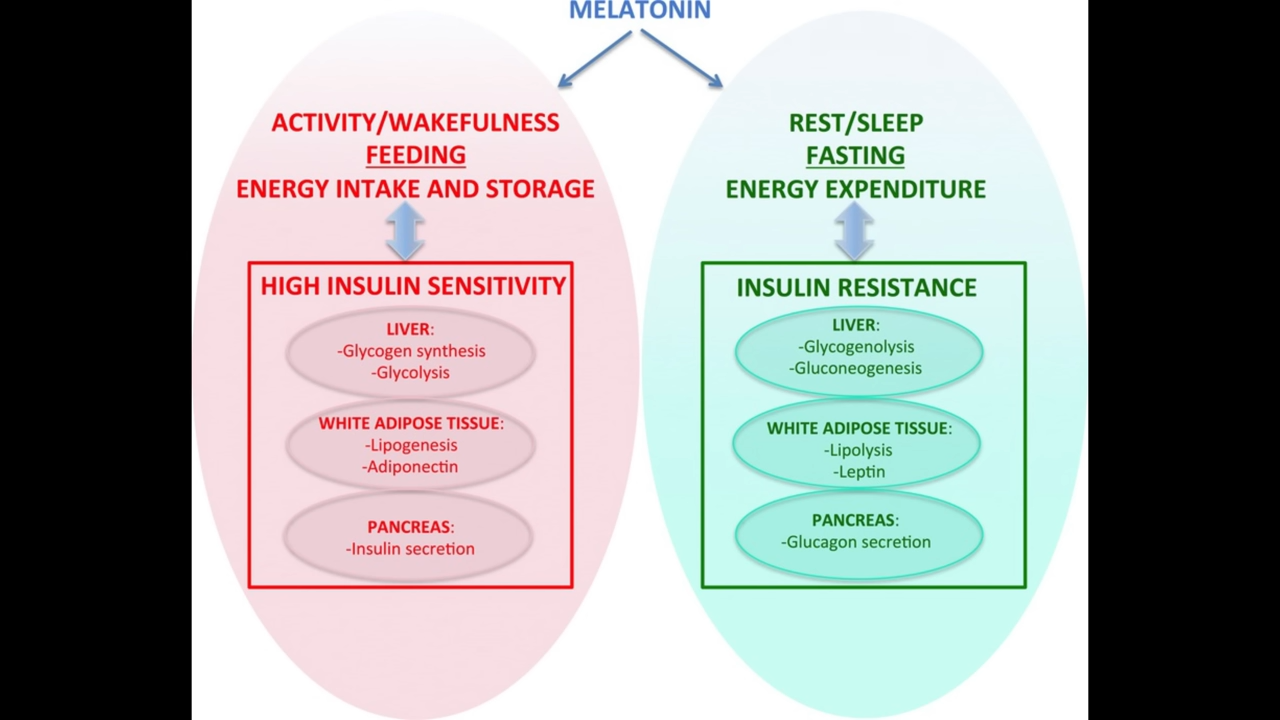 MELATONIN
ACTIVITY/WAKEFULNESS
FEEDING
ENERGY INTAKE AND STORAGE
HIGH INSULIN SENSITIVITY
LIVER:
-Glycogen synthesis
-Glycolysis
WHITE ADIPOSE TISSUE:
-Lipogenesis
-Adiponectin
PANCREAS:
-Insulin secretion
REST/SLEEP
FASTING
ENERGY EXPENDITURE
INSULIN RESISTANCE
LIVER:
-Glycogenolysis
-Gluconeogenesis
WHITE ADIPOSE TISSUE:
-Lipolysis
-Leptin
PANCREAS:
-Glucagon secretion